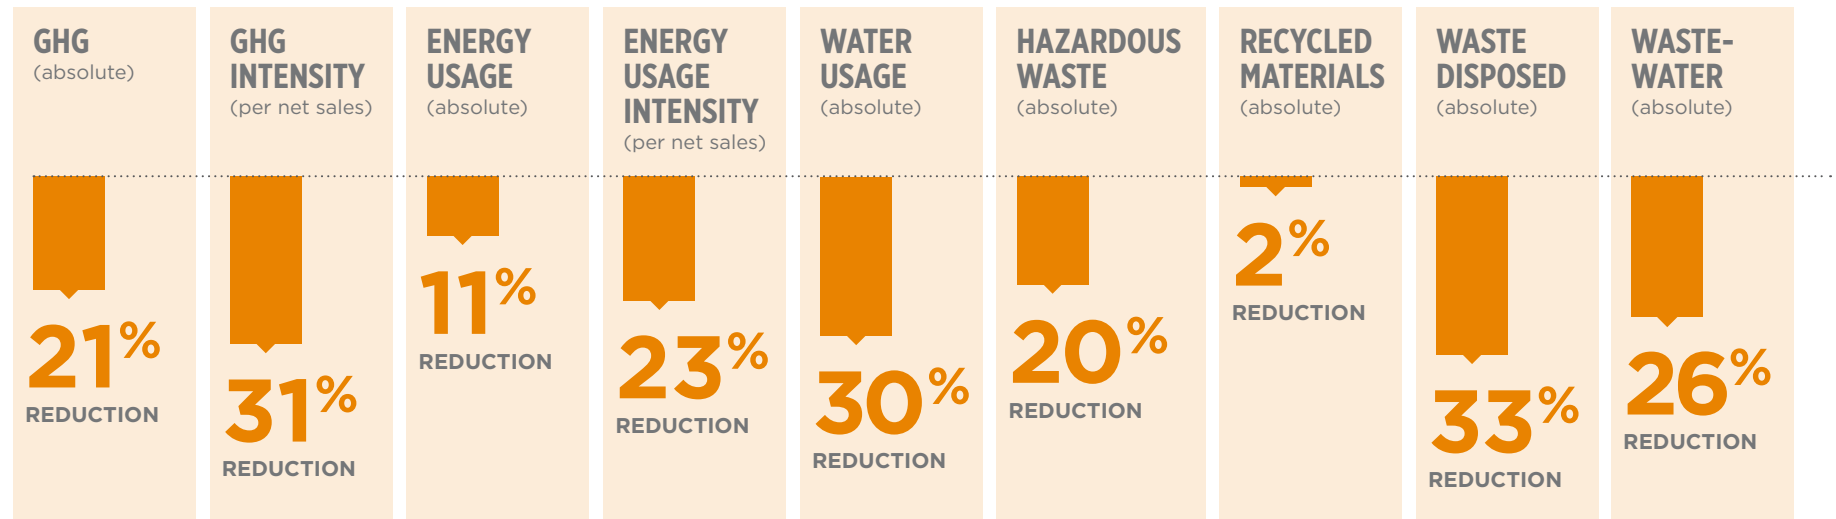 GHG
(absolute)
21%
REDUCTION
GHG
INTENSITY
(per net sales)
31%
REDUCTION
ENERGY
USAGE
(absolute)
11%
REDUCTION
ENERGY
USAGE
INTENSITY
(per net sales)
23%
REDUCTION
WATER
USAGE
(absolute)
30%
REDUCTION
HAZARDOUS
WASTE
(absolute)
20%
REDUCTION
RECYCLED
MATERIALS
(absolute)
2%
REDUCTION
WASTE
DISPOSED
(absolute)
33%
REDUCTION
WASTE-
WATER
(absolute)
26%
REDUCTION